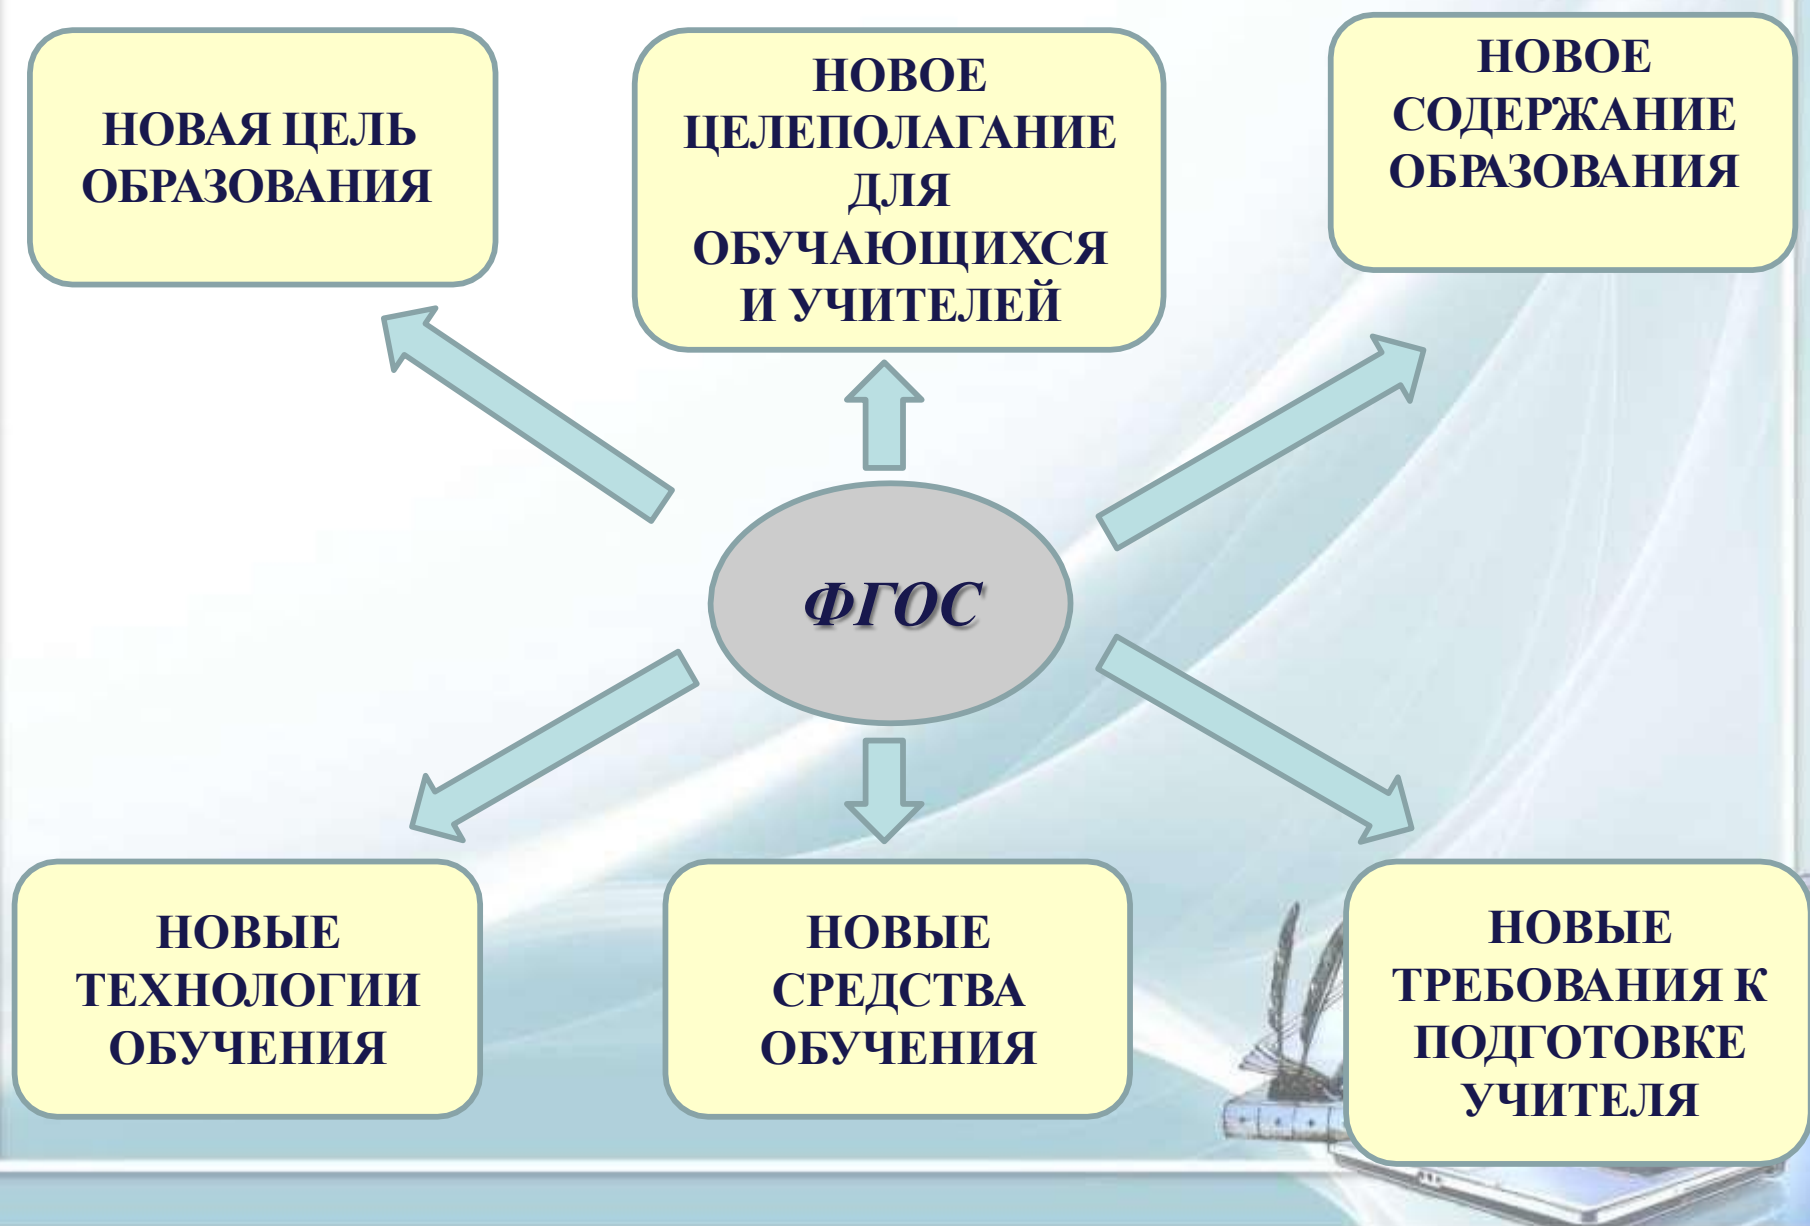 НОВАЯ ЦЕЛЬ
ОБРАЗОВАНИЯ
НОВОЕ
ЦЕЛЕПОЛАГАНИЕ
ДЛЯ
ОБУЧАЮЩИХСЯ
И УЧИТЕЛЕЙ
НОВОЕ
СОДЕРЖАНИЕ
ОБРАЗОВАНИЯ
ФГОС
НОВЫЕ
ТЕХНОЛОГИИ
ОБУЧЕНИЯ
НОВЫЕ
СРЕДСТВА
ОБУЧЕНИЯ
НОВЫЕ
ТРЕБОВАНИЯ К
ПОДГОТОВКЕ
УЧИТЕЛЯ